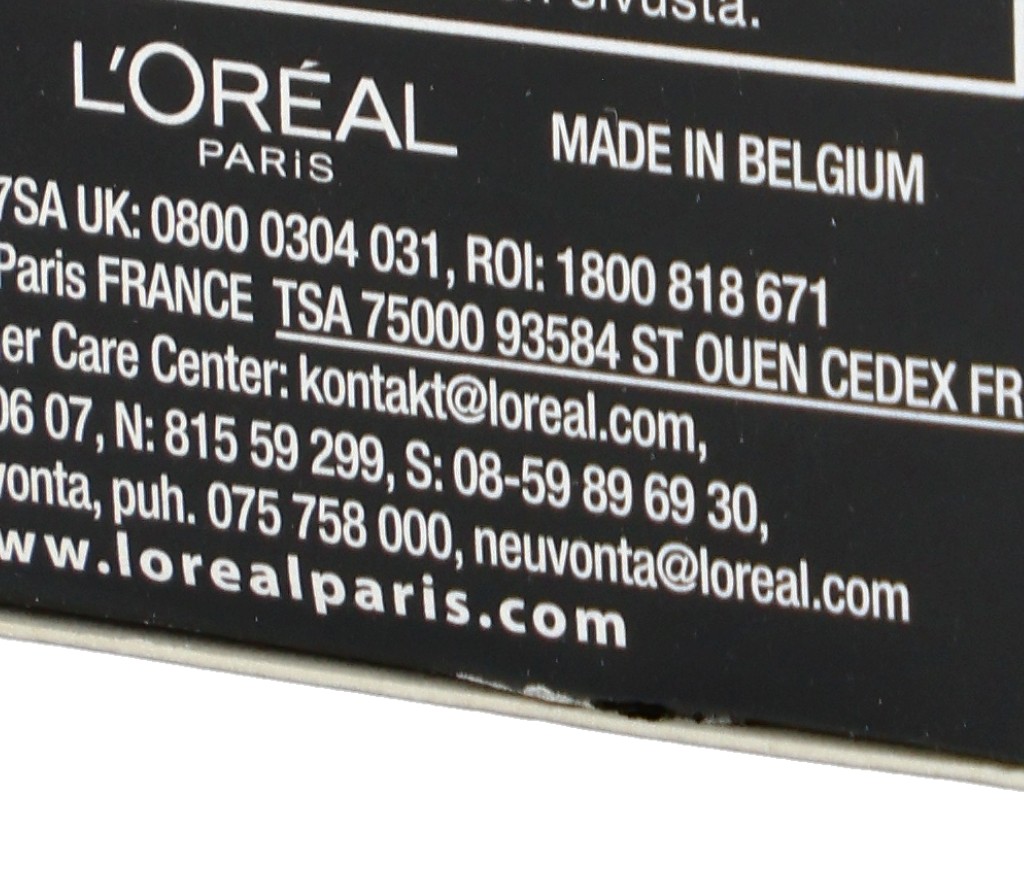 sivusta.
L'ORÉAL
PARiS
MADE IN BELGIUM
7SA UK: 0800 0304 031, ROI: 1800 818 671
Paris FRANCE TSA 75000 93584 ST OUEN CEDEX FR
er Care Center: kontakt@loreal.com,
06 07, N: 815 59 299, S: 08-59 89 69 30,
vonta, puh. 075 758 000, neuvonta@loreal.com
ww.lorealparis.com